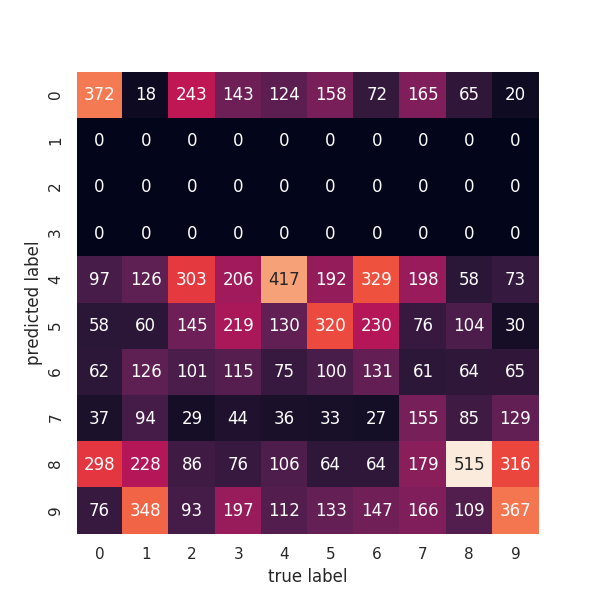 0 372 18 243 143 124 158 72 165 65 20
1 0 0 0 0 0 0 0 0 0 0
2 0 0 0 0 0 0 0 0 0 0
3 0 0 0 0 0 0 0 0 0 0
4 97 126 303 206 417 192 329 198 58 73
5 58 60 145 219 130 320 230 76 104 30
6 62 126 101 115 75 100 131 61 64 65
7 37 94 29 44 36 33 27 155 85 129
8 298 228 86 76 106 64 64 179 515 316
9 76 348 93 197 112 133 147 166 109 367
0 1 2 3 4 5 6 7 8 9
predicted label
true label